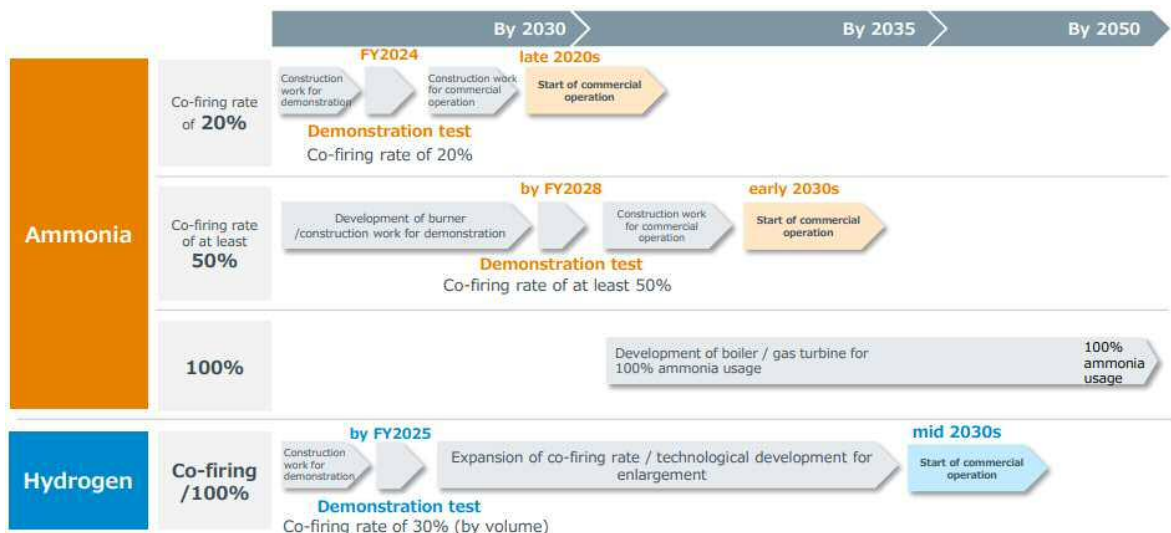 By 2030
By 2035
By 2050
Ammonia
Co-firing rate
of 20%
FY2024
late 2020s
Construction
work for
demonstration
Construction work
for commercial
operation
Start of commercial
operation
Demonstration test
Co-firing rate of 20%
Co-firing rate
of at least
50%
by FY2028
early 2030s
Development of burner
/construction work for demonstration
Construction work
for commercial
operation
Start of commercial
operation
Demonstration test
Co-firing rate of at least 50%
100%
Development of boiler / gas turbine for
100% ammonia usage
100%
ammonia
usage
Hydrogen
Co-firing
/100%
by FY2025
mid 2030s
Construction
work for
demonstration
Expansion of co-firing rate / technological development for
enlargement
Start of commercial
operation
Demonstration test
Co-firing rate of 30% (by volume)